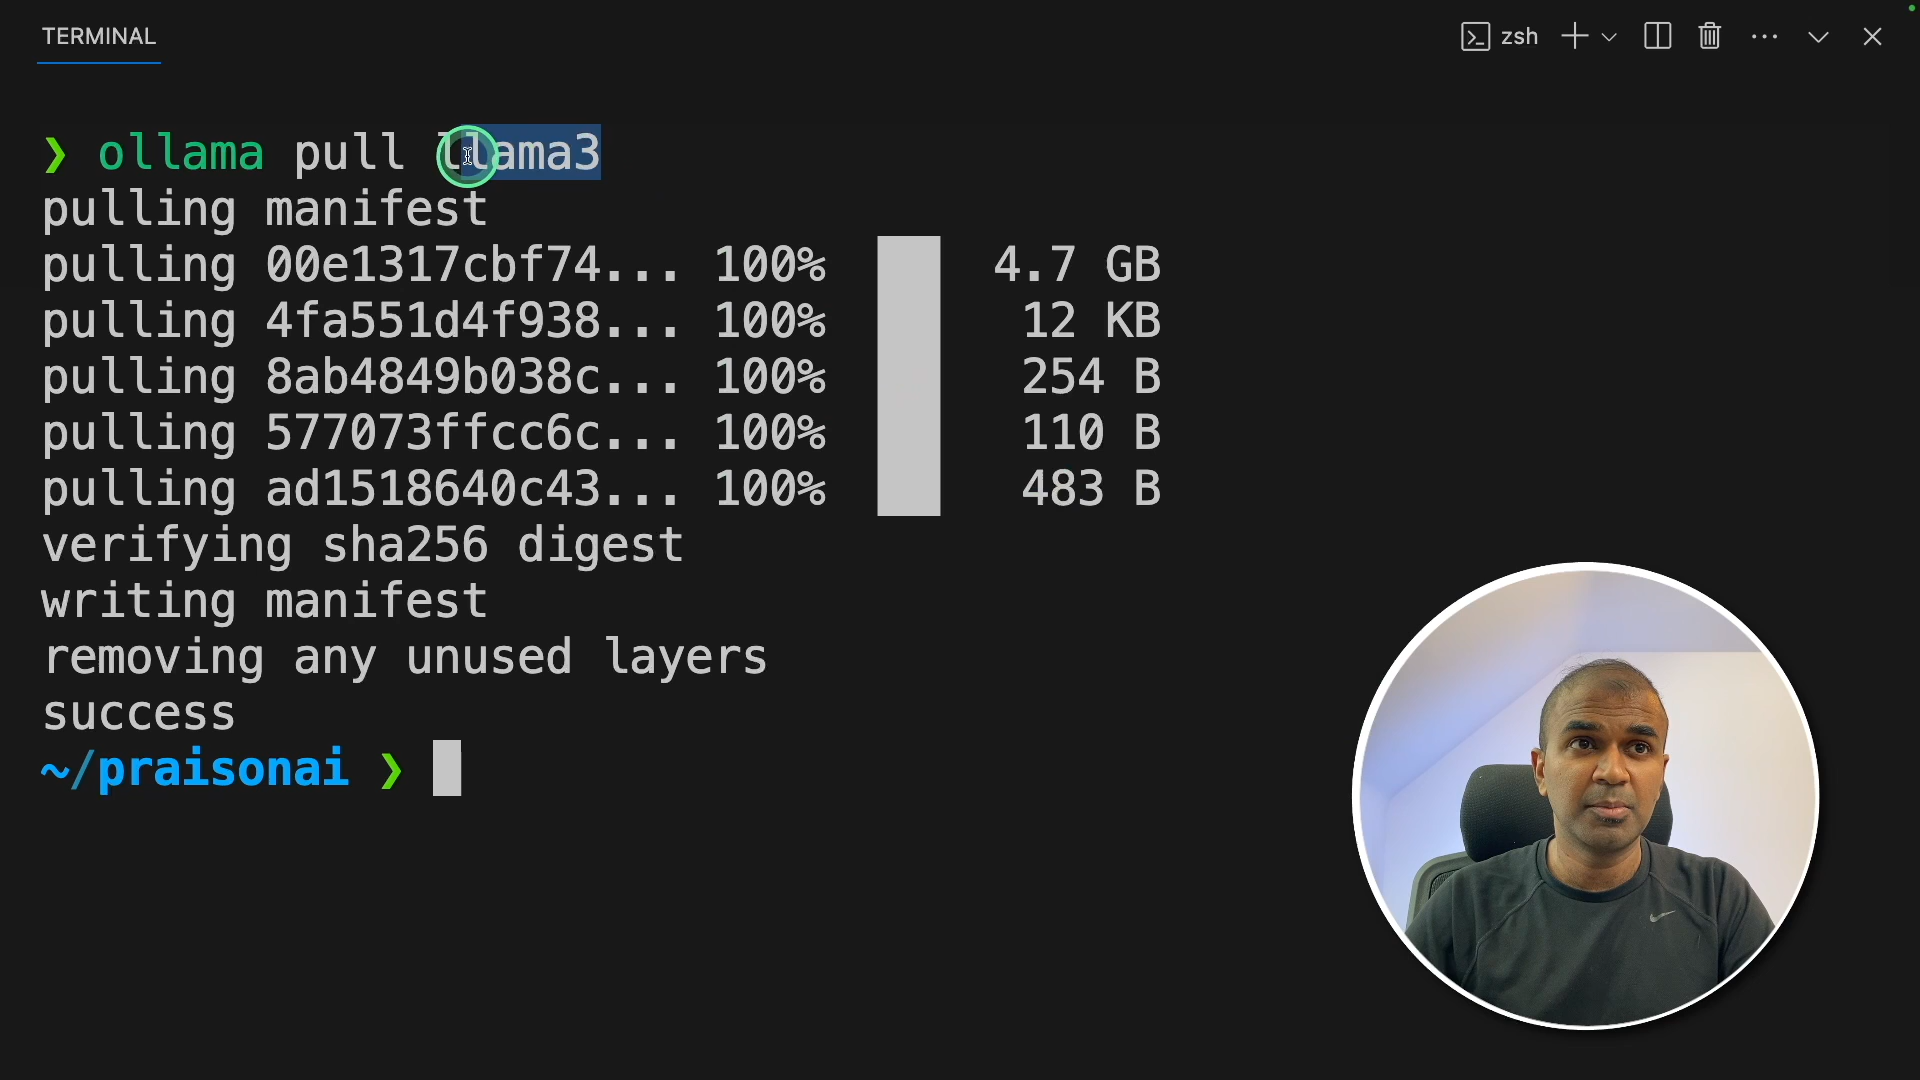 TERMINAL
zsh
❯ ollama pull llama3
pulling manifest
pulling 00e1317cbf74... 100% 4.7 GB
pulling 4fa551d4f938... 100% 12 KB
pulling 8ab4849b038c... 100% 254 B
pulling 577073ffcc6c... 100% 110 B
pulling ad1518640c43... 100% 483 B
verifying sha256 digest
writing manifest
removing any unused layers
success
~/praisonai ❯